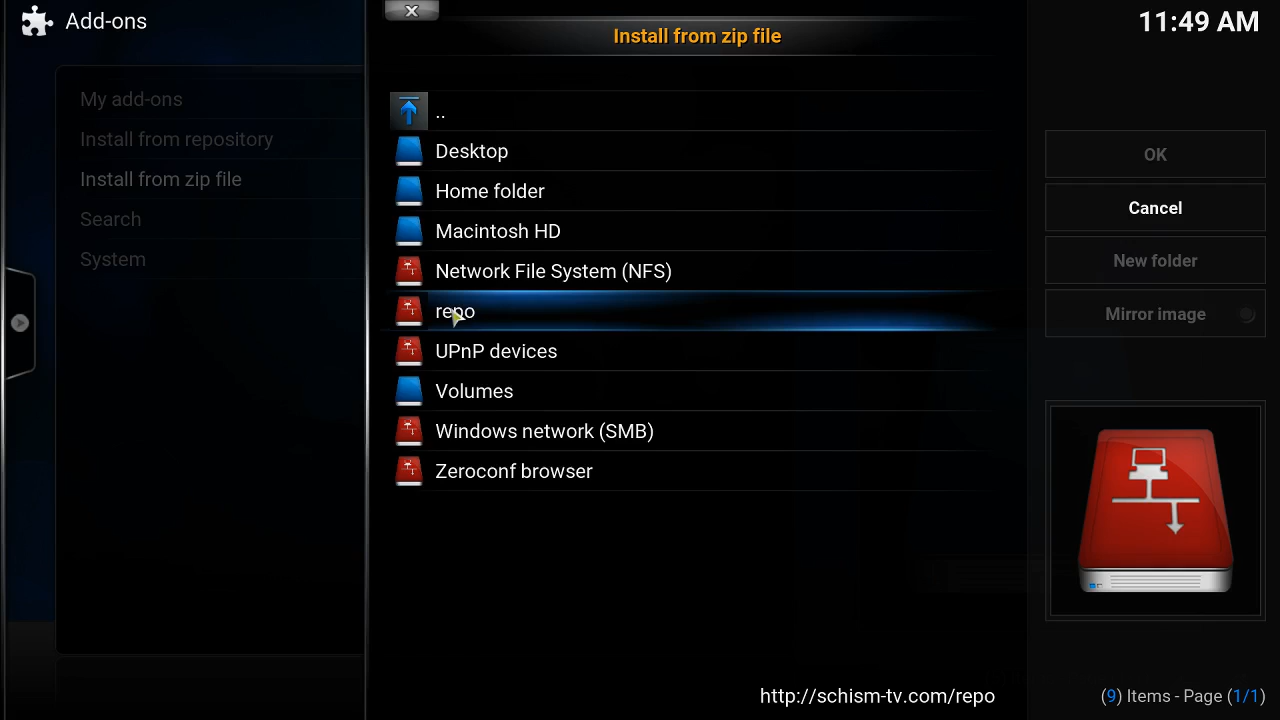 Add-ons
11:49 AM
Install from zip file
My add-ons
Install from repository
Install from zip file
Search
System
..
Desktop
Home folder
Macintosh HD
Network File System (NFS)
repo
UPnP devices
Volumes
Windows network (SMB)
Zeroconf browser
OK
Cancel
New folder
Mirror image
http://schism-tv.com/repo
(9) Items - Page (1/1)